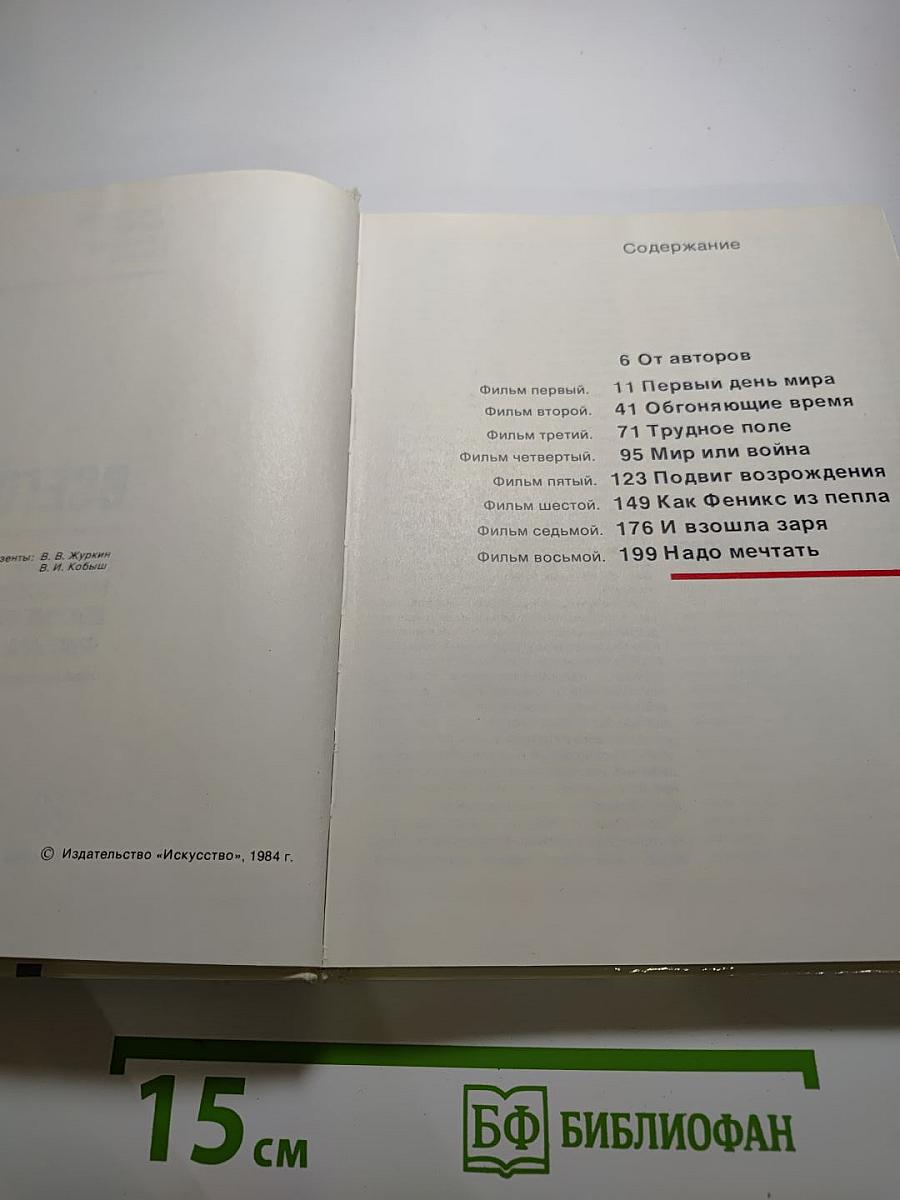 зенты: В. В. Журкин
В. И. Кобыш
© Издательство «Искусство», 1984 г.
Содержание
6 От авторов
Фильм первый. 11 Первый день мира
Фильм второй. 41 Обгоняющие время
Фильм третий. 71 Трудное поле
Фильм четвертый. 95 Мир или война
Фильм пятый. 123 Подвиг возрождения
Фильм шестой. 149 Как Феникс из пепла
Фильм седьмой. 176 И взошла заря
Фильм восьмой. 199 Надо мечтать
15 см
БФ БИБЛИОФАН